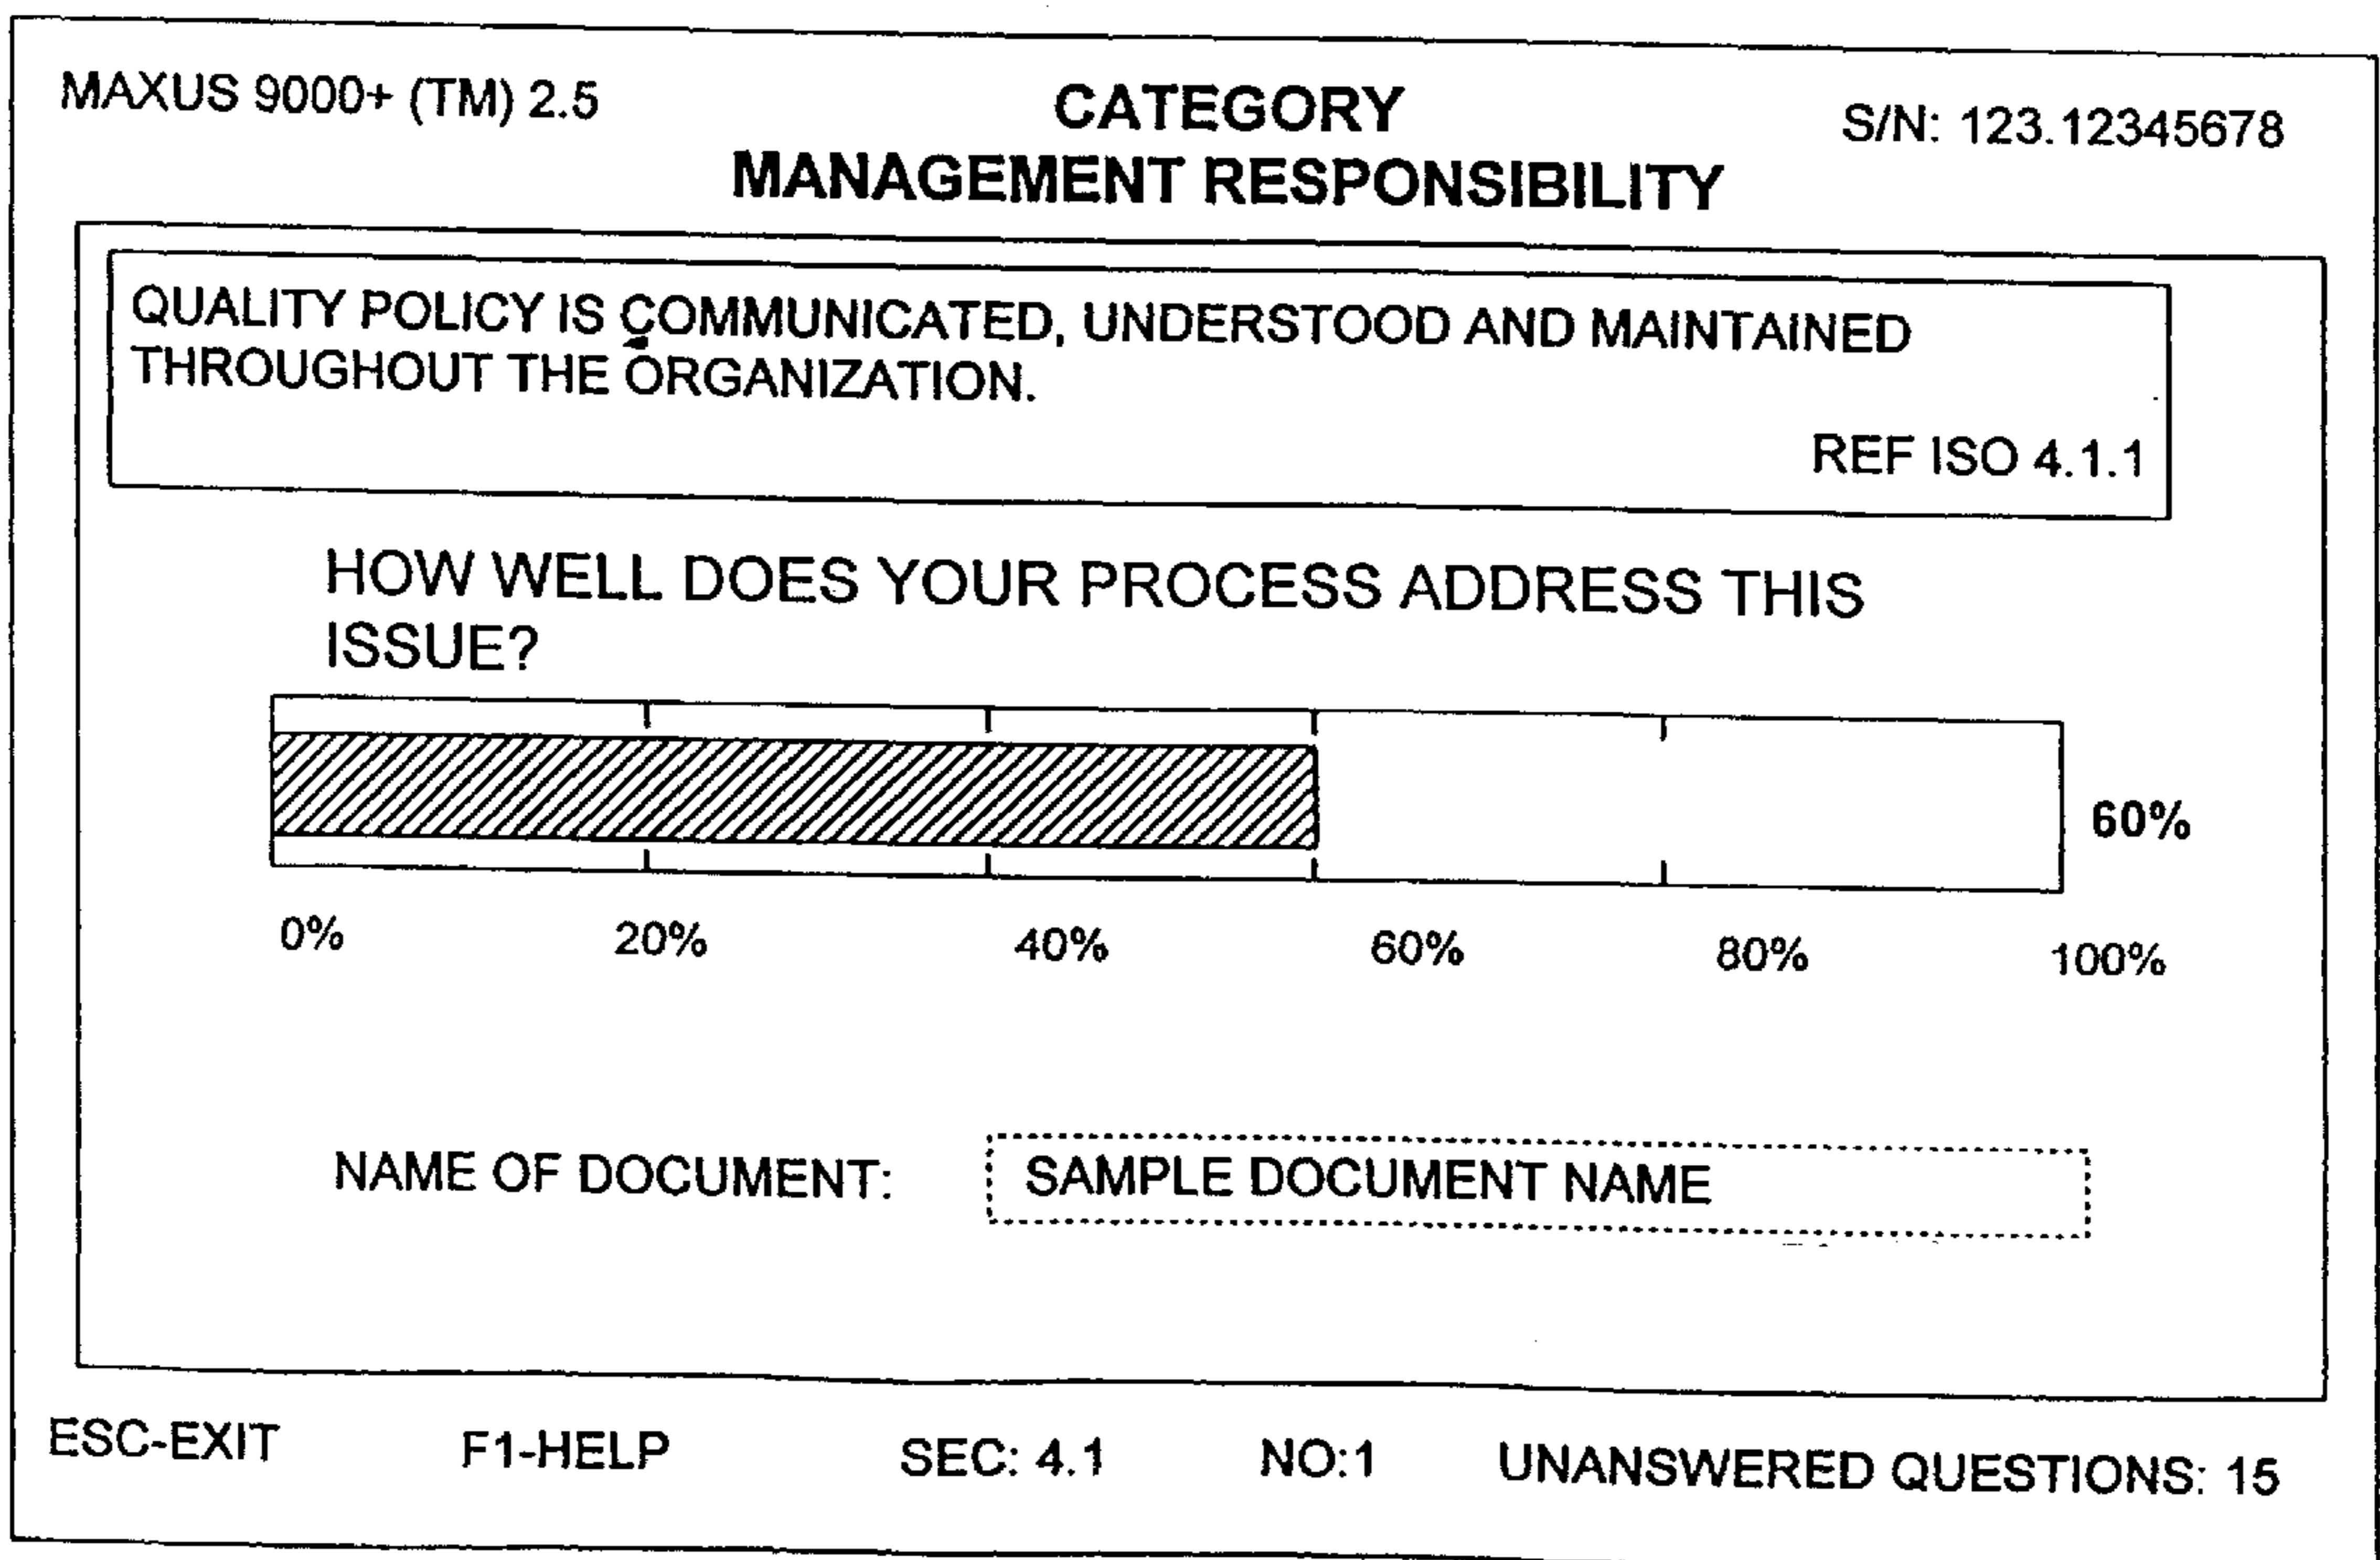 MAXUS 9000+ (TM) 2.5
CATEGORY
S/N: 123.12345678
MANAGEMENT RESPONSIBILITY
QUALITY POLICY IS COMMUNICATED, UNDERSTOOD AND MAINTAINED
THROUGHOUT THE ORGANIZATION.
REF ISO 4.1.1
HOW WELL DOES YOUR PROCESS ADDRESS THIS
ISSUE?
60%
0% 20% 40% 60% 80% 100%
NAME OF DOCUMENT: SAMPLE DOCUMENT NAME
ESC-EXIT F1-HELP SEC: 4.1 NO:1 UNANSWERED QUESTIONS: 15